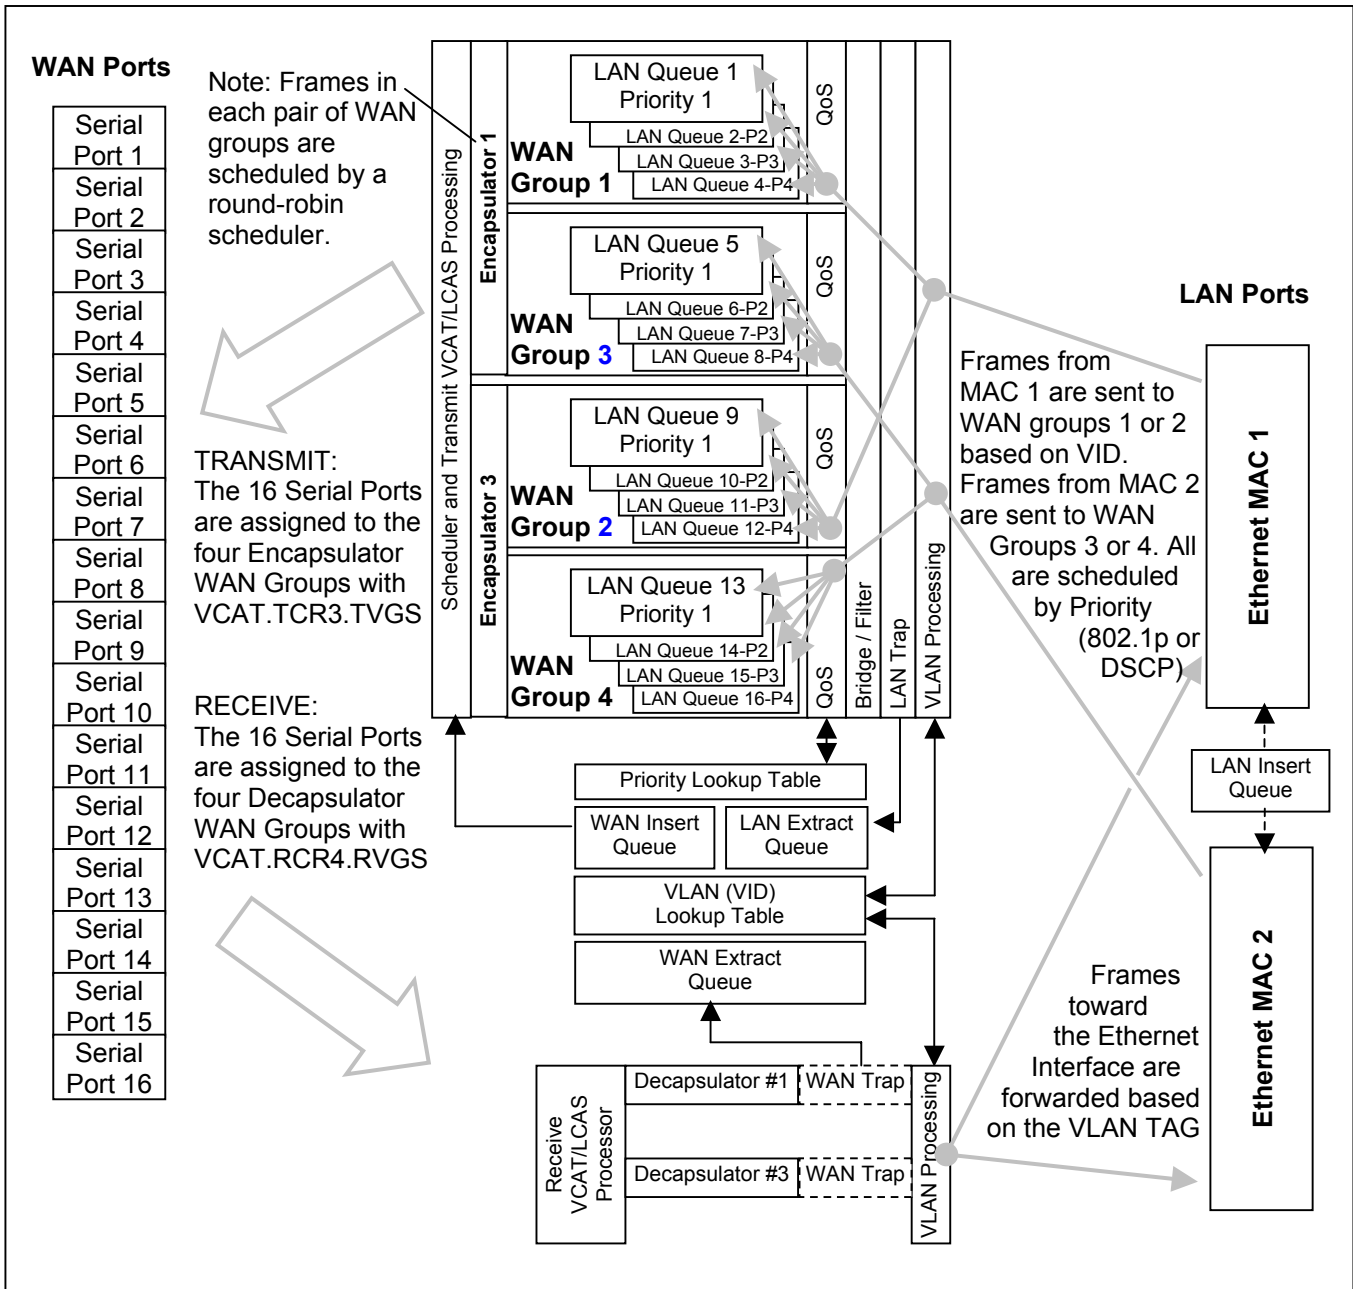 WAN Ports
Serial
Port 1
Serial
Port 2
Serial
Port 3
Serial
Port 4
Serial
Port 5
Serial
Port 6
Serial
Port 7
Serial
Port 8
Serial
Port 9
Serial
Port 10
Serial
Port 11
Serial
Port 12
Serial
Port 13
Serial
Port 14
Serial
Port 15
Serial
Port 16
Note: Frames in
each pair of WAN
groups are
scheduled by a
round-robin
scheduler.
TRANSMIT:
The 16 Serial Ports
are assigned to the
four Encapsulator
WAN Groups with
VCAT.TCR3.TVGS
RECEIVE:
The 16 Serial Ports
are assigned to the
four Decapsulator
WAN Groups with
VCAT.RCR4.RVGS
Scheduler and Transmit VCAT/LCAS Processing
Encapsulator 1
WAN
Group 1
LAN Queue 1
Priority 1
LAN Queue 2-P2
LAN Queue 3-P3
LAN Queue 4-P4
QoS
WAN
Group 3
LAN Queue 5
Priority 1
LAN Queue 6-P2
LAN Queue 7-P3
LAN Queue 8-P4
QoS
Encapsulator 3
WAN
Group 2
LAN Queue 9
Priority 1
LAN Queue 10-P2
LAN Queue 11-P3
LAN Queue 12-P4
QoS
WAN
Group 4
LAN Queue 13
Priority 1
LAN Queue 14-P2
LAN Queue 15-P3
LAN Queue 16-P4
QoS
Bridge / Filter
LAN Trap
VLAN Processing
Priority Lookup Table
WAN Insert
Queue
LAN Extract
Queue
VLAN (VID)
Lookup Table
WAN Extract
Queue
Receive
VCAT/LCAS
Processor
Decapsulator #1
WAN Trap
Decapsulator #3
WAN Trap
VLAN Processing
LAN Ports
Frames from
MAC 1 are sent to
WAN groups 1 or 2
based on VID.
Frames from MAC 2
are sent to WAN
Groups 3 or 4. All
are scheduled
by Priority
(802.1p or
DSCP)
Ethernet MAC 1
LAN Insert
Queue
Ethernet MAC 2
Frames
toward
the Ethernet
Interface are
forwarded based
on the VLAN TAG